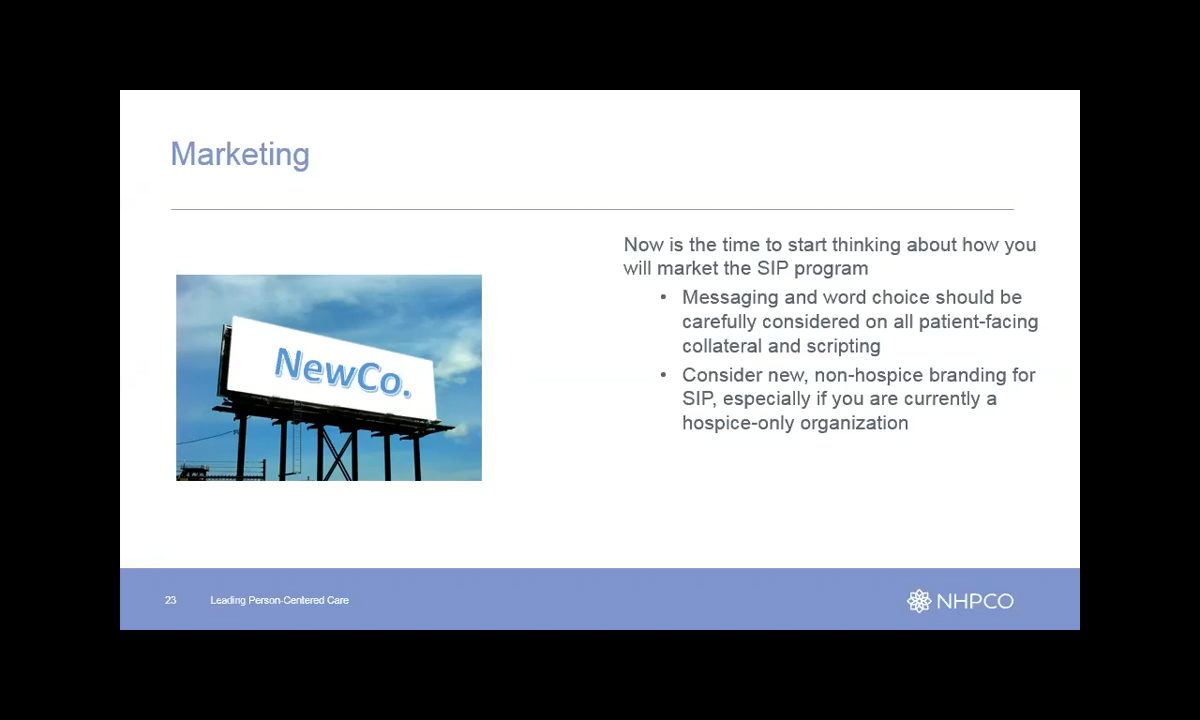 Marketing
NewCo.
Now is the time to start thinking about how you
will market the SIP program
• Messaging and word choice should be
carefully considered on all patient-facing
collateral and scripting
• Consider new, non-hospice branding for
SIP, especially if you are currently a
hospice-only organization
23 Leading Person-Centered Care
NHPCO